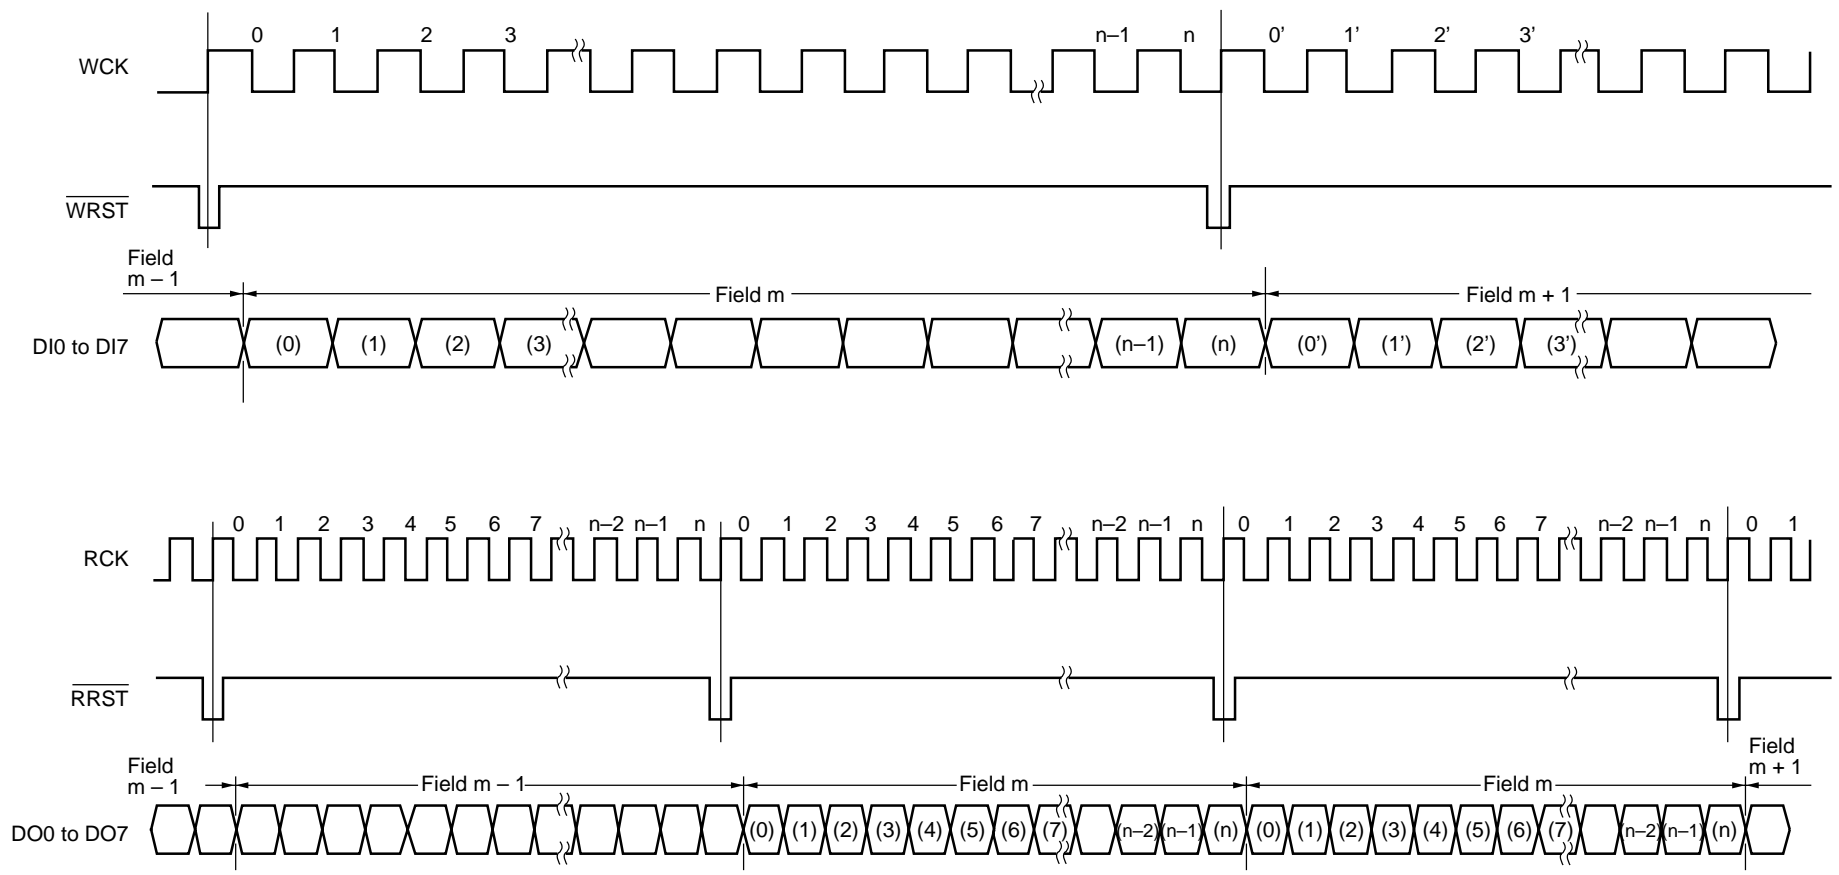 0 1 2 3 n–1 n 0' 1' 2' 3'
WCK
WRST
Field
m – 1
Field m Field m + 1
DI0 to DI7 (0) (1) (2) (3) (n–1) (n) (0') (1') (2') (3')
0 1 2 3 4 5 6 7 n–2 n–1 n 0 1 2 3 4 5 6 7 n–2 n–1 n 0 1 2 3 4 5 6 7 n–2 n–1 n 0 1
RCK
RRST
Field
m – 1
Field m – 1 Field m Field m
Field
m + 1
DO0 to DO7 (0) (1) (2) (3) (4) (5) (6) (7) (n–2) (n–1) (n) (0) (1) (2) (3) (4) (5) (6) (7) (n–2) (n–1) (n)